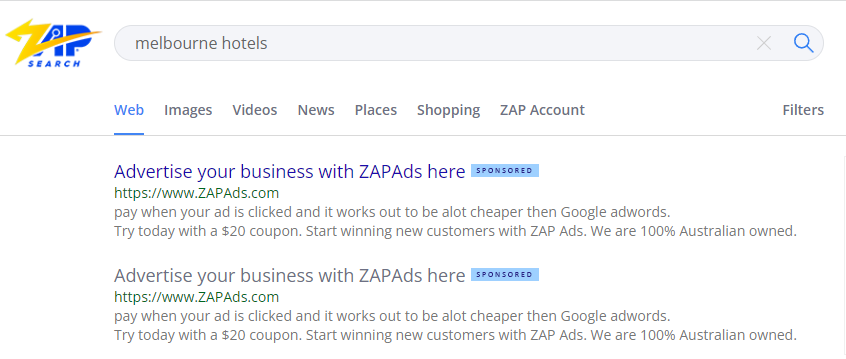 ZAP
SEARCH
melbourne hotels
Web Images Videos News Places Shopping ZAP Account Filters
Advertise your business with ZAPAds here SPONSORED
https://www.ZAPAds.com
pay when your ad is clicked and it works out to be alot cheaper then Google adwords.
Try today with a $20 coupon. Start winning new customers with ZAP Ads. We are 100% Australian owned.
Advertise your business with ZAPAds here SPONSORED
https://www.ZAPAds.com
pay when your ad is clicked and it works out to be alot cheaper then Google adwords.
Try today with a $20 coupon. Start winning new customers with ZAP Ads. We are 100% Australian owned.